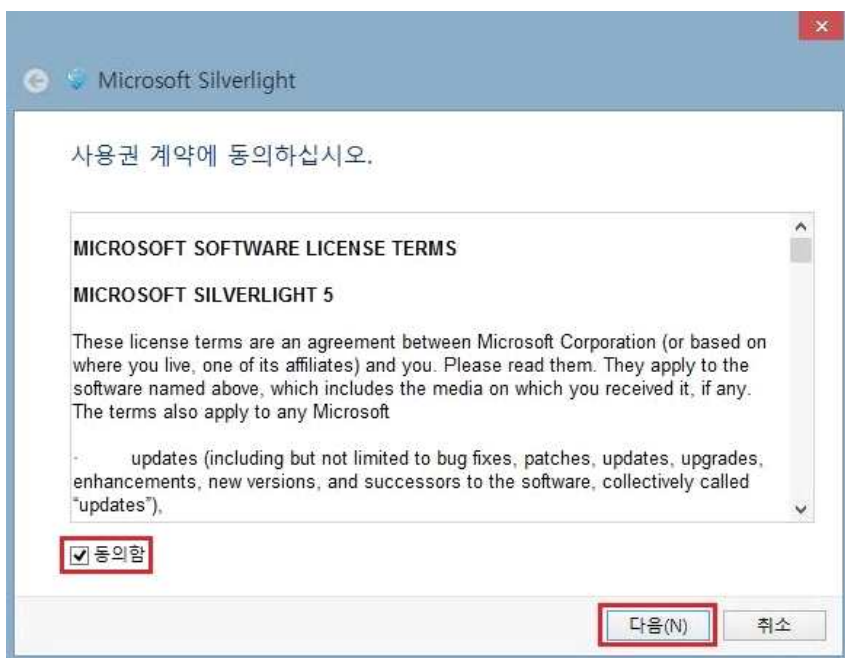 Microsoft Silverlight
사용권 계약에 동의하십시오.
MICROSOFT SOFTWARE LICENSE TERMS
MICROSOFT SILVERLIGHT 5
These license terms are an agreement between Microsoft Corporation (or based on
where you live, one of its affiliates) and you. Please read them. They apply to the
software named above, which includes the media on which you received it, if any.
The terms also apply to any Microsoft
· updates (including but not limited to bug fixes, patches, updates, upgrades,
enhancements, new versions, and successors to the software, collectively called
“updates”),
동의함
다음(N) 취소